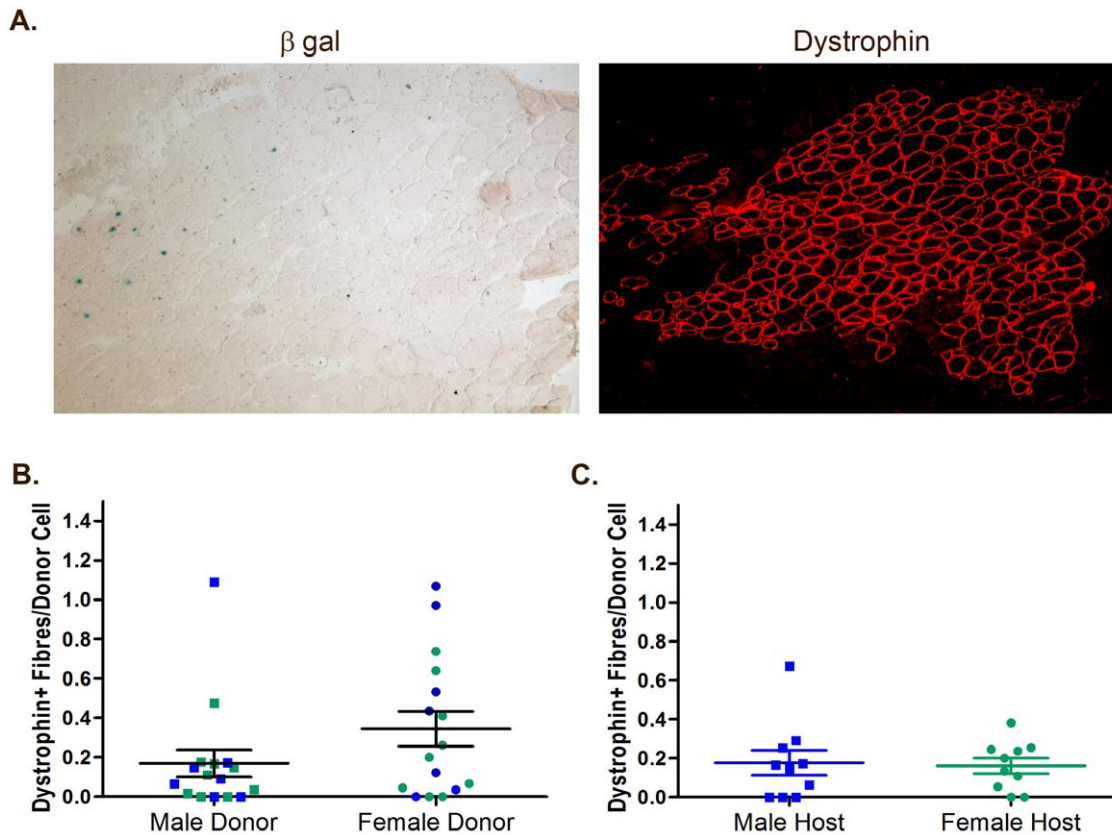 A.
β gal
Dystrophin
B.
Dystrophin+ Fibres/Donor Cell
1.4
1.2
1.0
0.8
0.6
0.4
0.2
0.0
Male Donor
Female Donor
C.
Dystrophin+ Fibres/Donor Cell
1.4
1.2
1.0
0.8
0.6
0.4
0.2
0.0
Male Host
Female Host